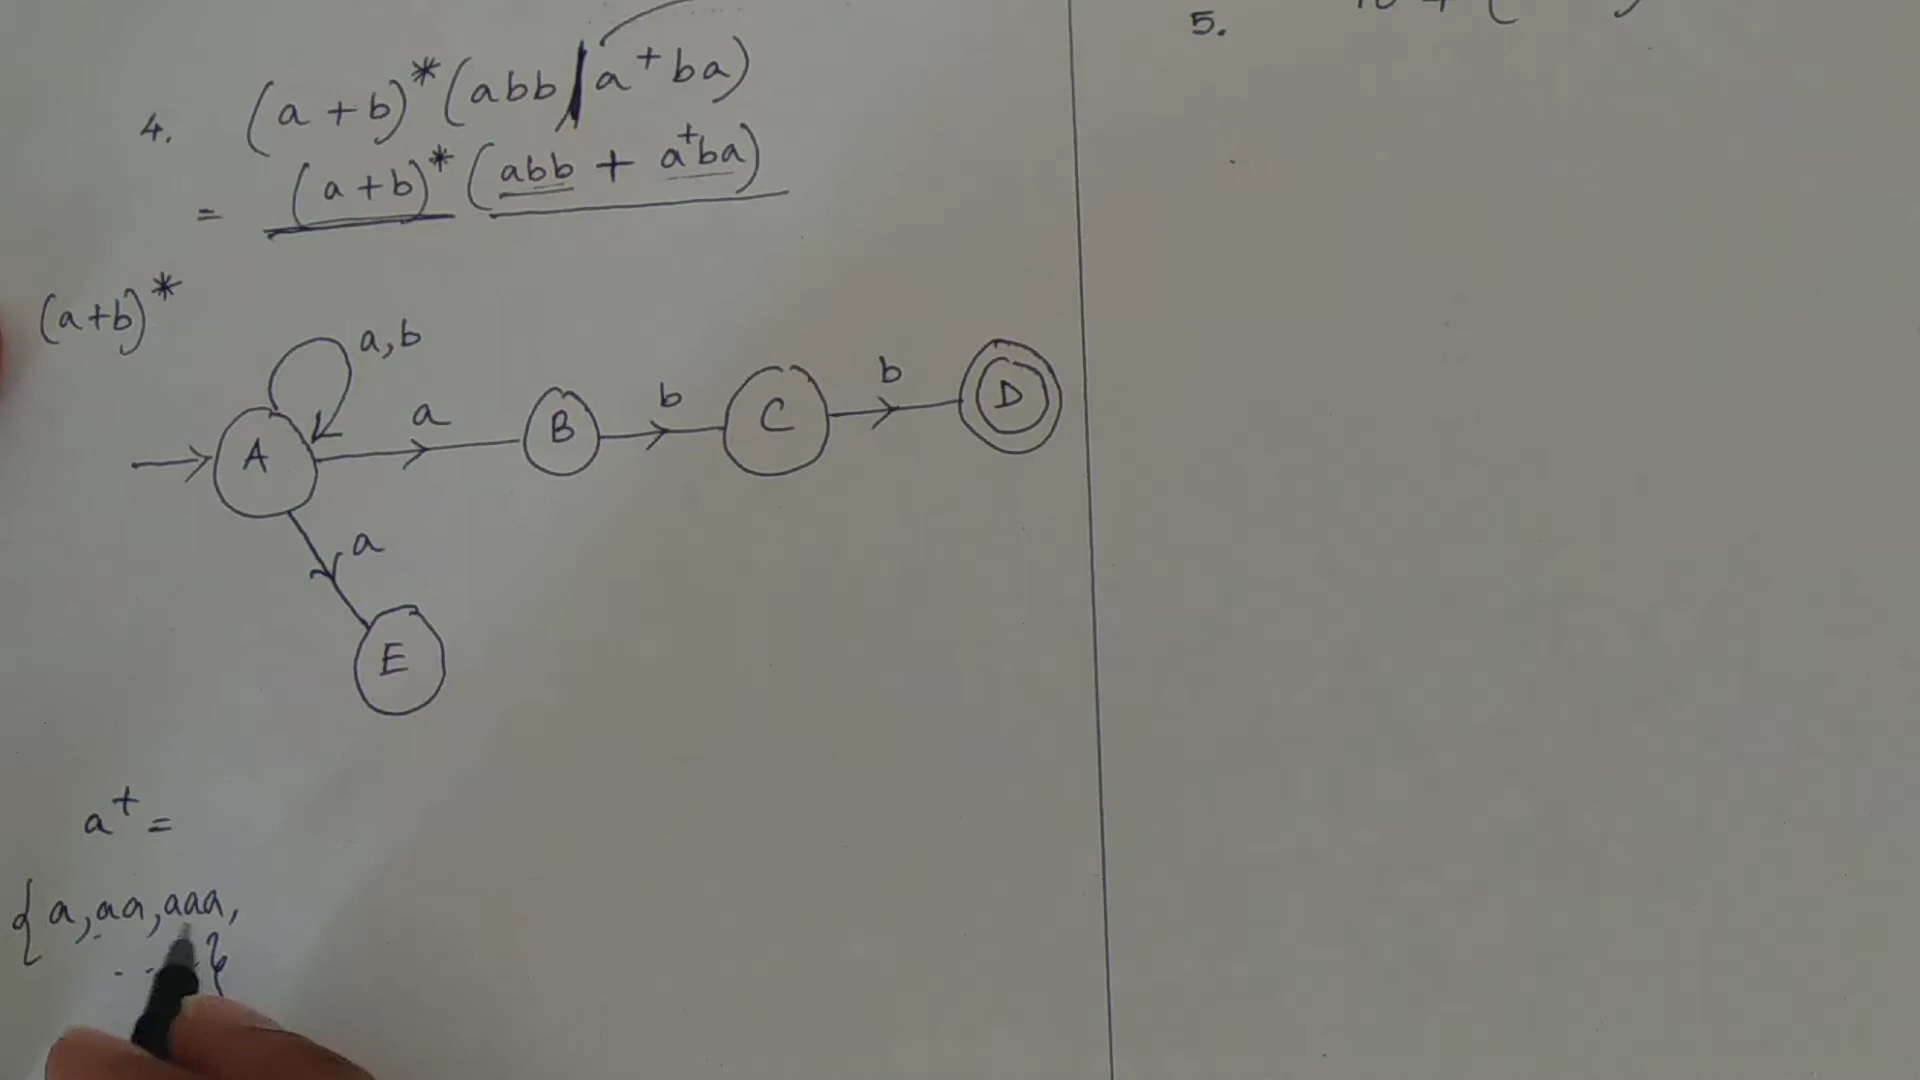 4. (a + b)* (abb | a⁺ba)
= (a + b)* (abb + a⁺ba)
(a+b)*
a,b
A
a
B
b
C
b
D
a
E
a⁺ =
{a, aa, aaa,
5.